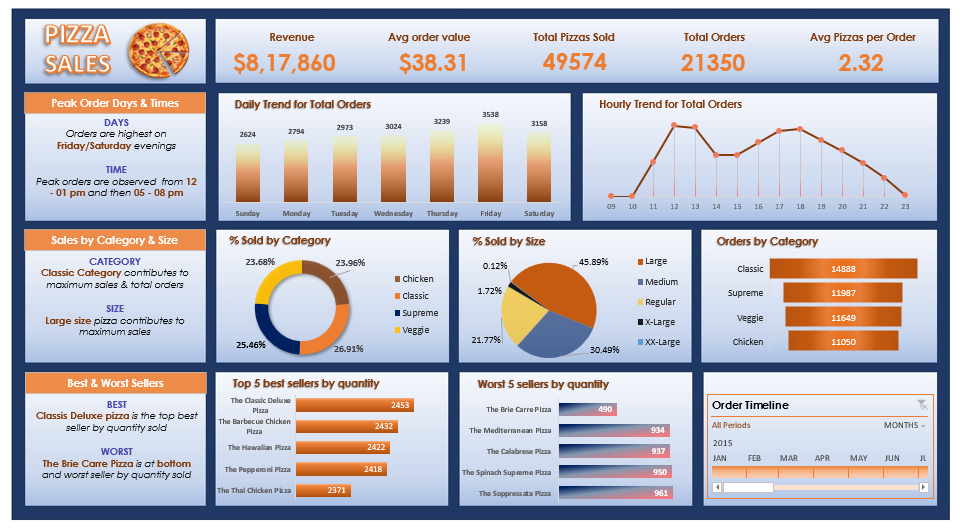 PIZZA
SALES
Revenue
$8,17,860
Avg order value
$38.31
Total Pizzas Sold
49574
Total Orders
21350
Avg Pizzas per Order
2.32
Peak Order Days & Times
DAYS
Orders are highest on
Friday/Saturday evenings
TIME
Peak orders are observed from 12
- 01 pm and then 05 - 08 pm
Daily Trend for Total Orders
2624 2794 2973 3024 3239 3538 3158
Sunday Monday Tuesday Wednesday Thursday Friday Saturday
Hourly Trend for Total Orders
09 10 11 12 13 14 15 16 17 18 19 20 21 22 23
Sales by Category & Size
CATEGORY
Classic Category contributes to
maximum sales & total orders
SIZE
Large size pizza contributes to
maximum sales
% Sold by Category
23.68% 23.96%
25.46% 26.91%
Chicken
Classic
Supreme
Veggie
% Sold by Size
0.12% 45.89%
1.72%
21.77% 30.49%
Large
Medium
Regular
X-Large
XX-Large
Orders by Category
Classic 14888
Supreme 11987
Veggie 11649
Chicken 11050
Best & Worst Sellers
BEST
Classis Deluxe pizza is the top best
seller by quantity sold
WORST
The Brie Carre Pizza is at bottom
and worst seller by quantity sold
Top 5 best sellers by quantity
The Classic Deluxe
Pizza 2453
The Barbecue Chicken
Pizza 2432
The Hawaiian Pizza 2422
The Pepperoni Pizza 2418
The Thai Chicken Pizza 2371
Worst 5 sellers by quantity
The Brie Carre Pizza 490
The Mediterranean Pizza 934
The Calabrese Pizza 937
The Spinach Supreme Pizza 950
The Soppressata Pizza 961
Order Timeline
All Periods MONTHS
2015
JAN FEB MAR APR MAY JUN JL